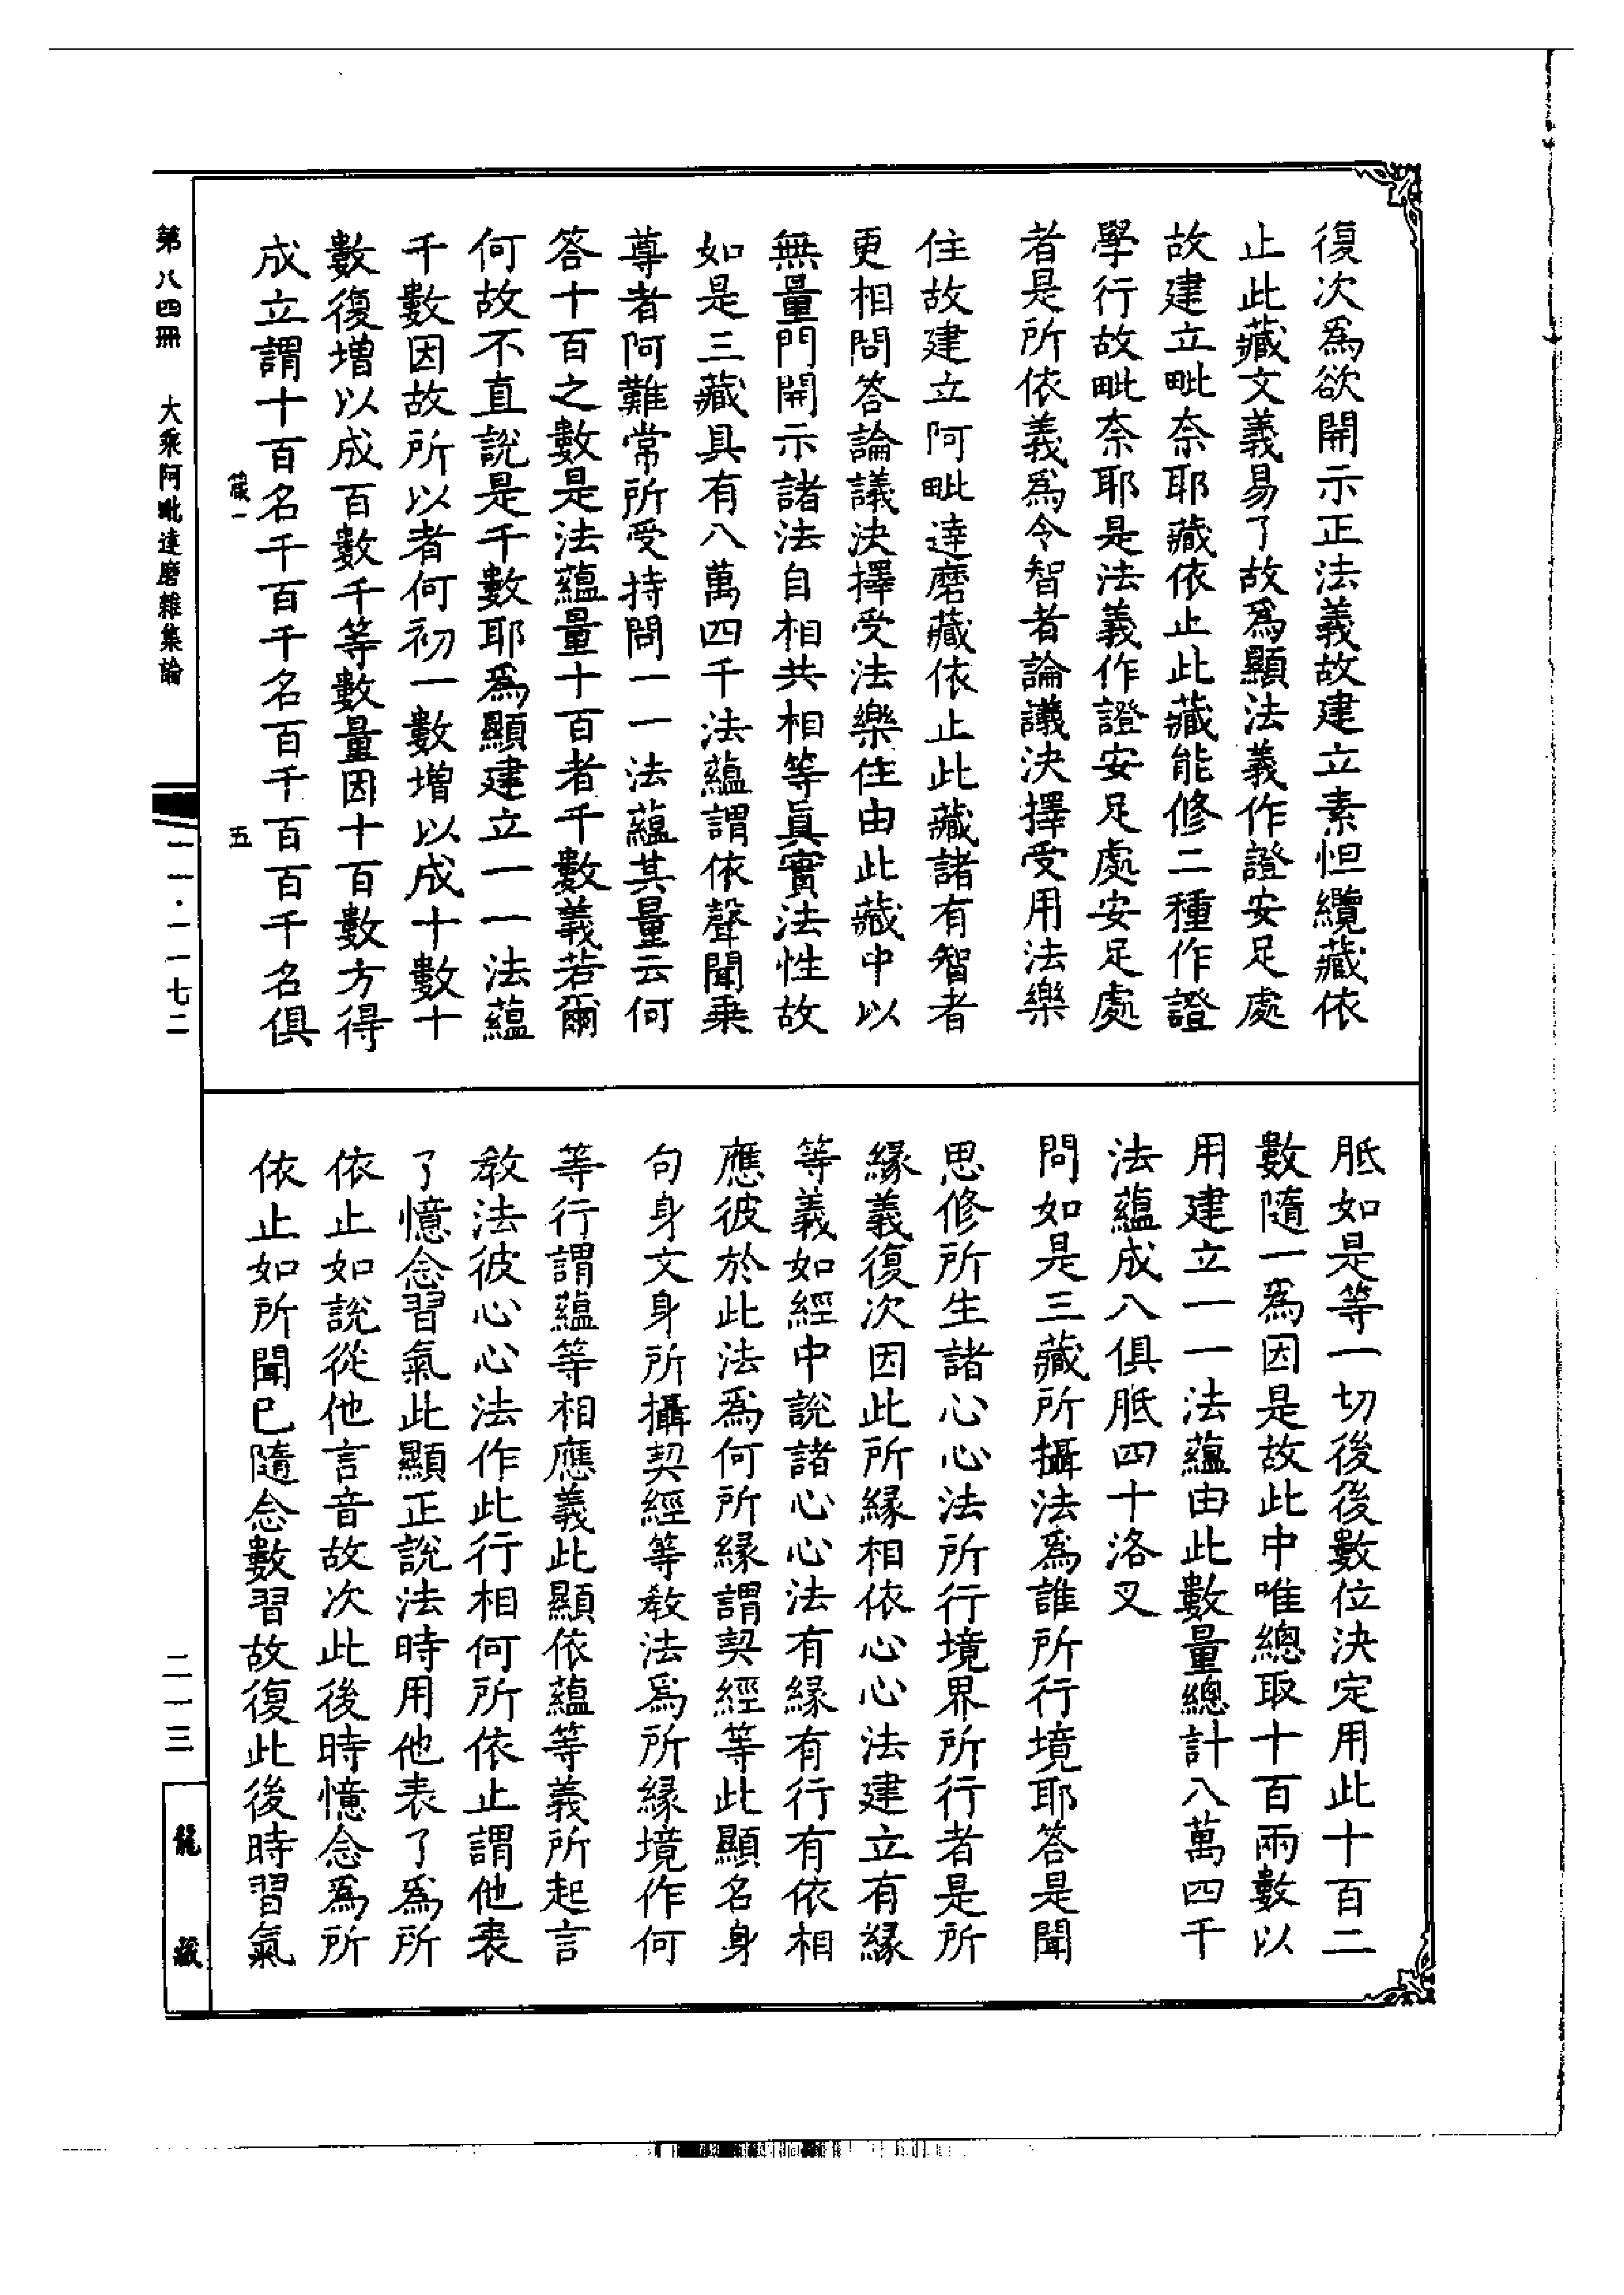 復次爲欲開示正法義故建立素怛纜藏依
止此藏文義易了故爲顯法義作證安足處
故建立毗奈耶藏依止此藏能修二種作證
學行故毗奈耶是法義作證安足處安足處
者是所依義爲令智者論議決擇受用法樂
住故建立阿毗達磨藏依止此藏諸有智者
更相問答論議決擇受法樂住由此藏中以
無量門開示諸法自相共相等真實法性故
如是三藏具有八萬四千法蘊謂依聲聞乘
尊者阿難常所受持問一一法蘊其量云何
答十百之數是法蘊量十百者千數義若爾
何故不直說是千數耶爲顯建立一一法蘊
千數因故所以者何初一數增以成十數十
數復增以成百數千等數量因十百數方得
成立謂十百名千百千名百千百百千名俱
胝如是等一切後後數位決定用此十百二
數隨一爲因是故此中唯總取十百兩數以
用建立一一法蘊由此數量總計八萬四千
法蘊成八俱胝四十洛叉
問如是三藏所攝法爲誰所行境耶答是聞
思修所生諸心心法所行境界所行者是所
緣義復次因此所緣相依心心法建立有緣
等義如經中說諸心心法有緣有行有依相
應彼於此法爲何所緣謂契經等此顯名身
句身文身所攝契經等教法爲所緣境作何
等行謂蘊等相應義此顯依蘊等義所起言
教法彼心心法作此行相何所依止謂他表
了憶念習氣此顯正說法時用他表了爲所
依止如說從他言音故次此後時憶念爲所
依止如所聞已隨念數習故復此後時習氣
藏一
五
第八四冊 大乘阿毗達磨雜集論
一一·一一七二
二一三
龍藏